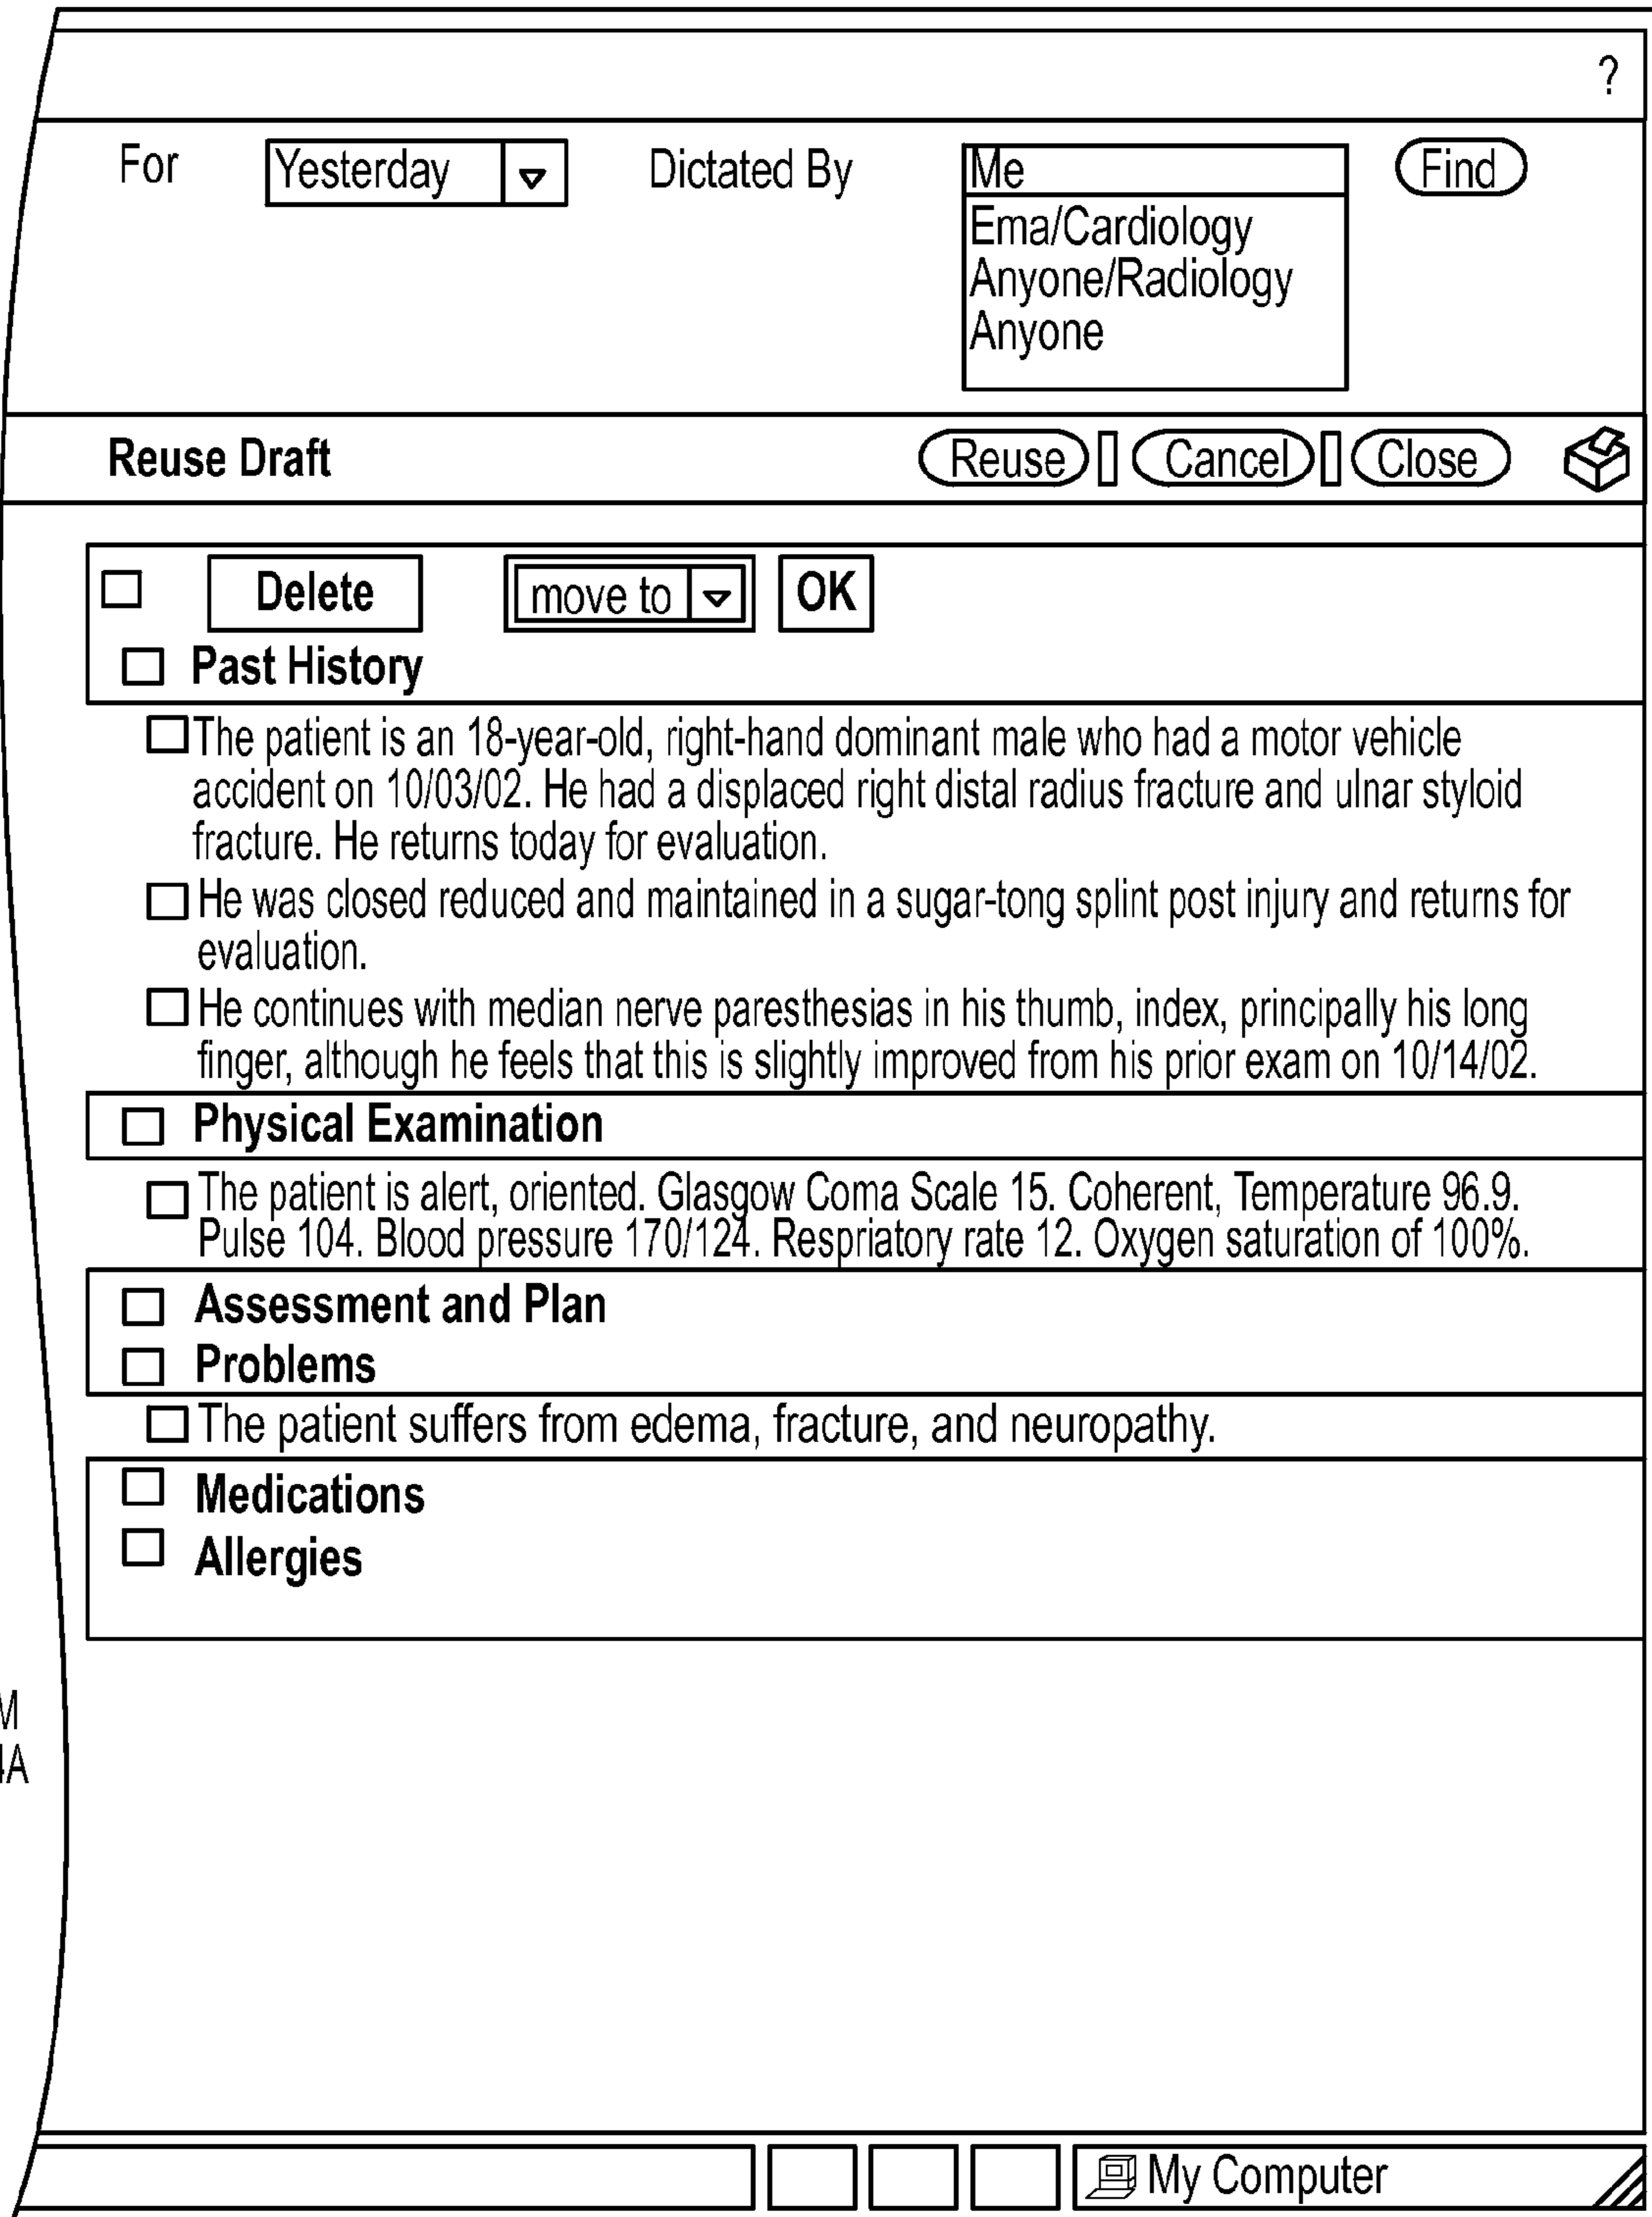 ?
For Yesterday Dictated By Me Find
Ema/Cardiology
Anyone/Radiology
Anyone
Reuse Draft Reuse Cancel Close
Delete move to OK
Past History
The patient is an 18-year-old, right-hand dominant male who had a motor vehicle
accident on 10/03/02. He had a displaced right distal radius fracture and ulnar styloid
fracture. He returns today for evaluation.
He was closed reduced and maintained in a sugar-tong splint post injury and returns for
evaluation.
He continues with median nerve paresthesias in his thumb, index, principally his long
finger, although he feels that this is slightly improved from his prior exam on 10/14/02.
Physical Examination
The patient is alert, oriented. Glasgow Coma Scale 15. Coherent, Temperature 96.9.
Pulse 104. Blood pressure 170/124. Respriatory rate 12. Oxygen saturation of 100%.
Assessment and Plan
Problems
The patient suffers from edema, fracture, and neuropathy.
Medications
Allergies
My Computer